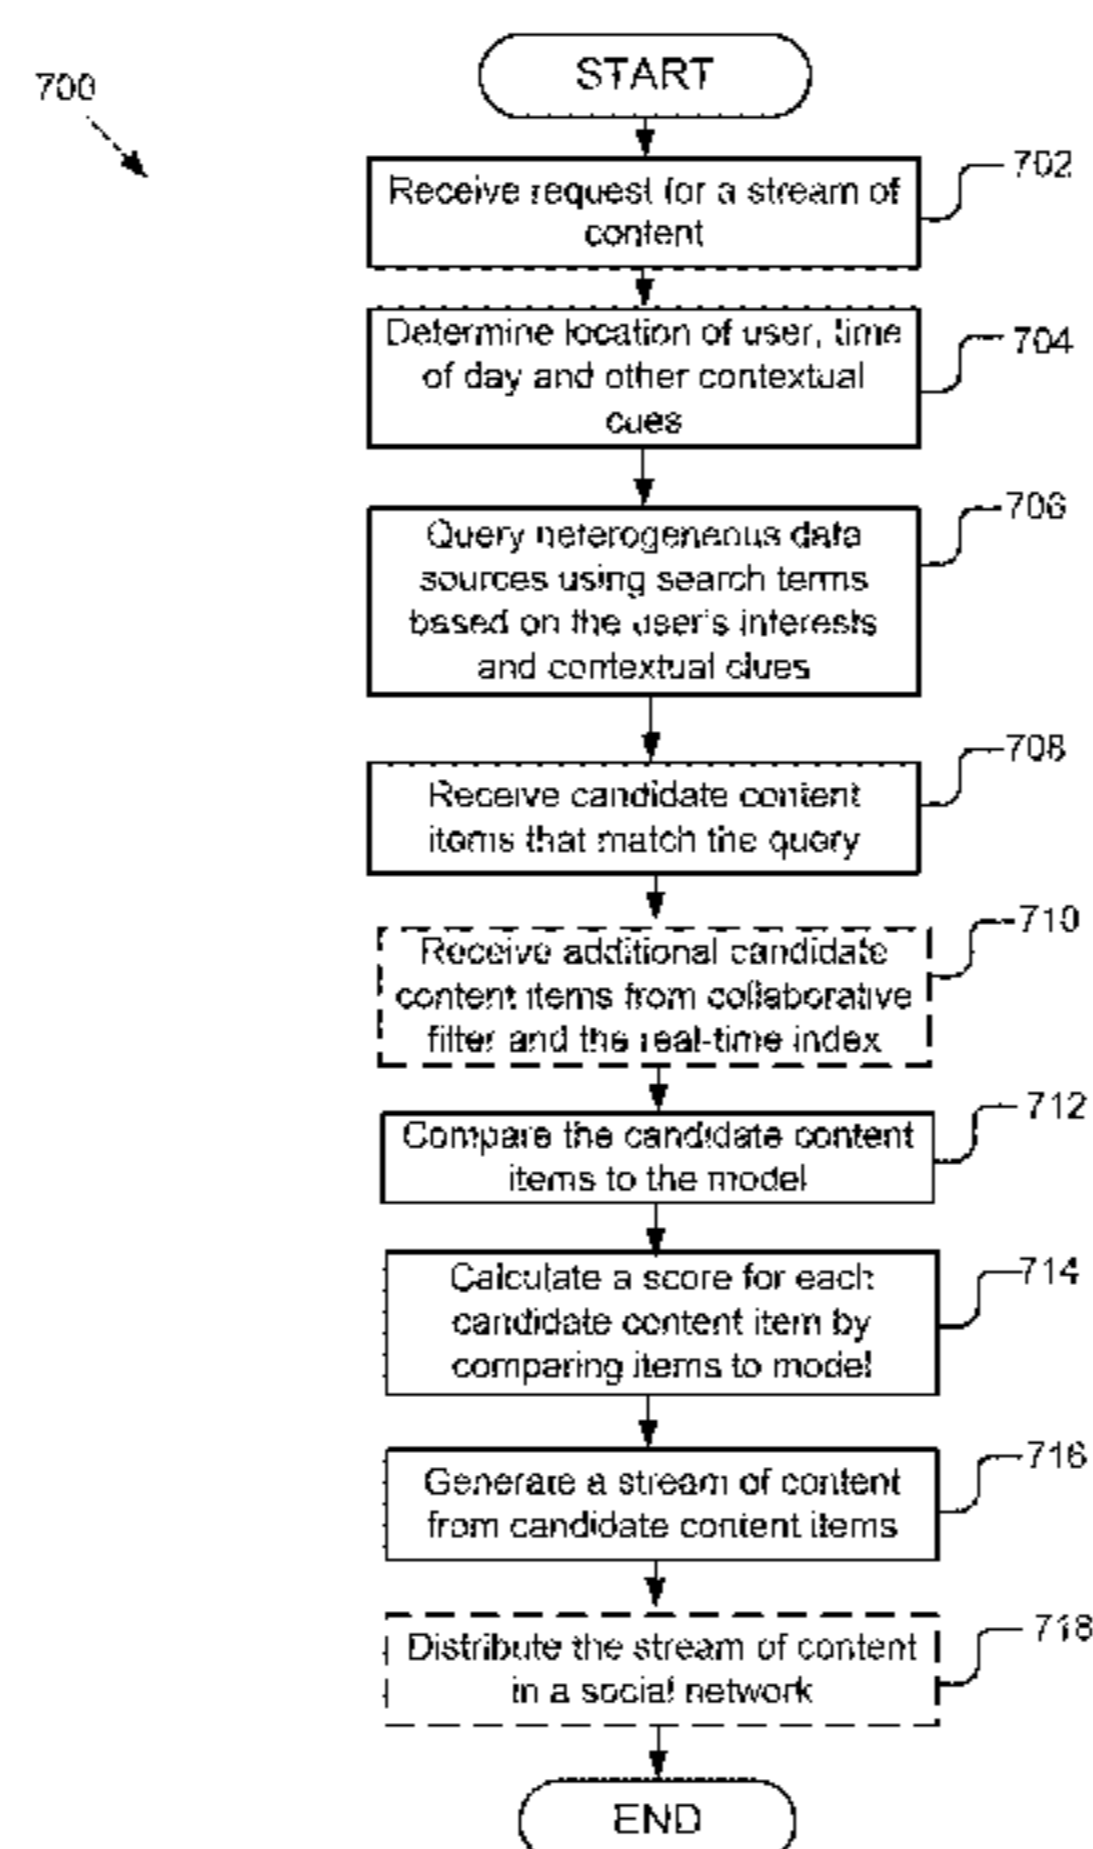 START
700
702
Receive request for a stream of
content
704
Determine location of user, time
of day and other contextual
cues
706
Query heterogeneous data
sources using search terms
based on the user's interests
and contextual clues
708
Receive candidate content
items that match the query
710
Receive additional candidate
content items from collaborative
filter and the real-time index
712
Compare the candidate content
items to the model
714
Calculate a score for each
candidate content item by
comparing items to model
716
Generate a stream of content
from candidate content items
718
Distribute the stream of content
in a social network
END